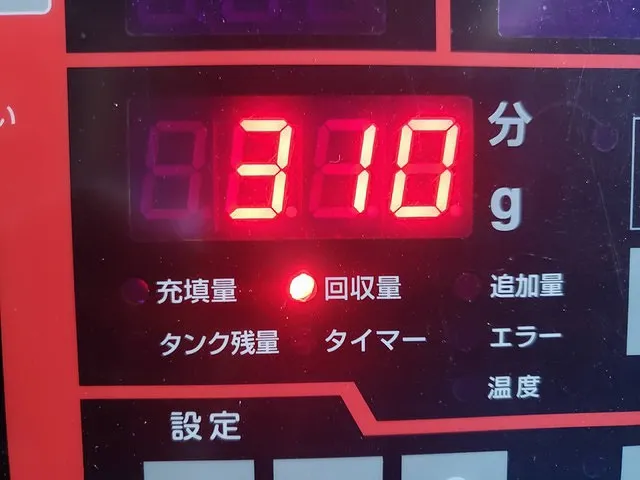 い
310
分
g
充填量 回収量 追加量
タンク残量 タイマー エラー
温度
設定